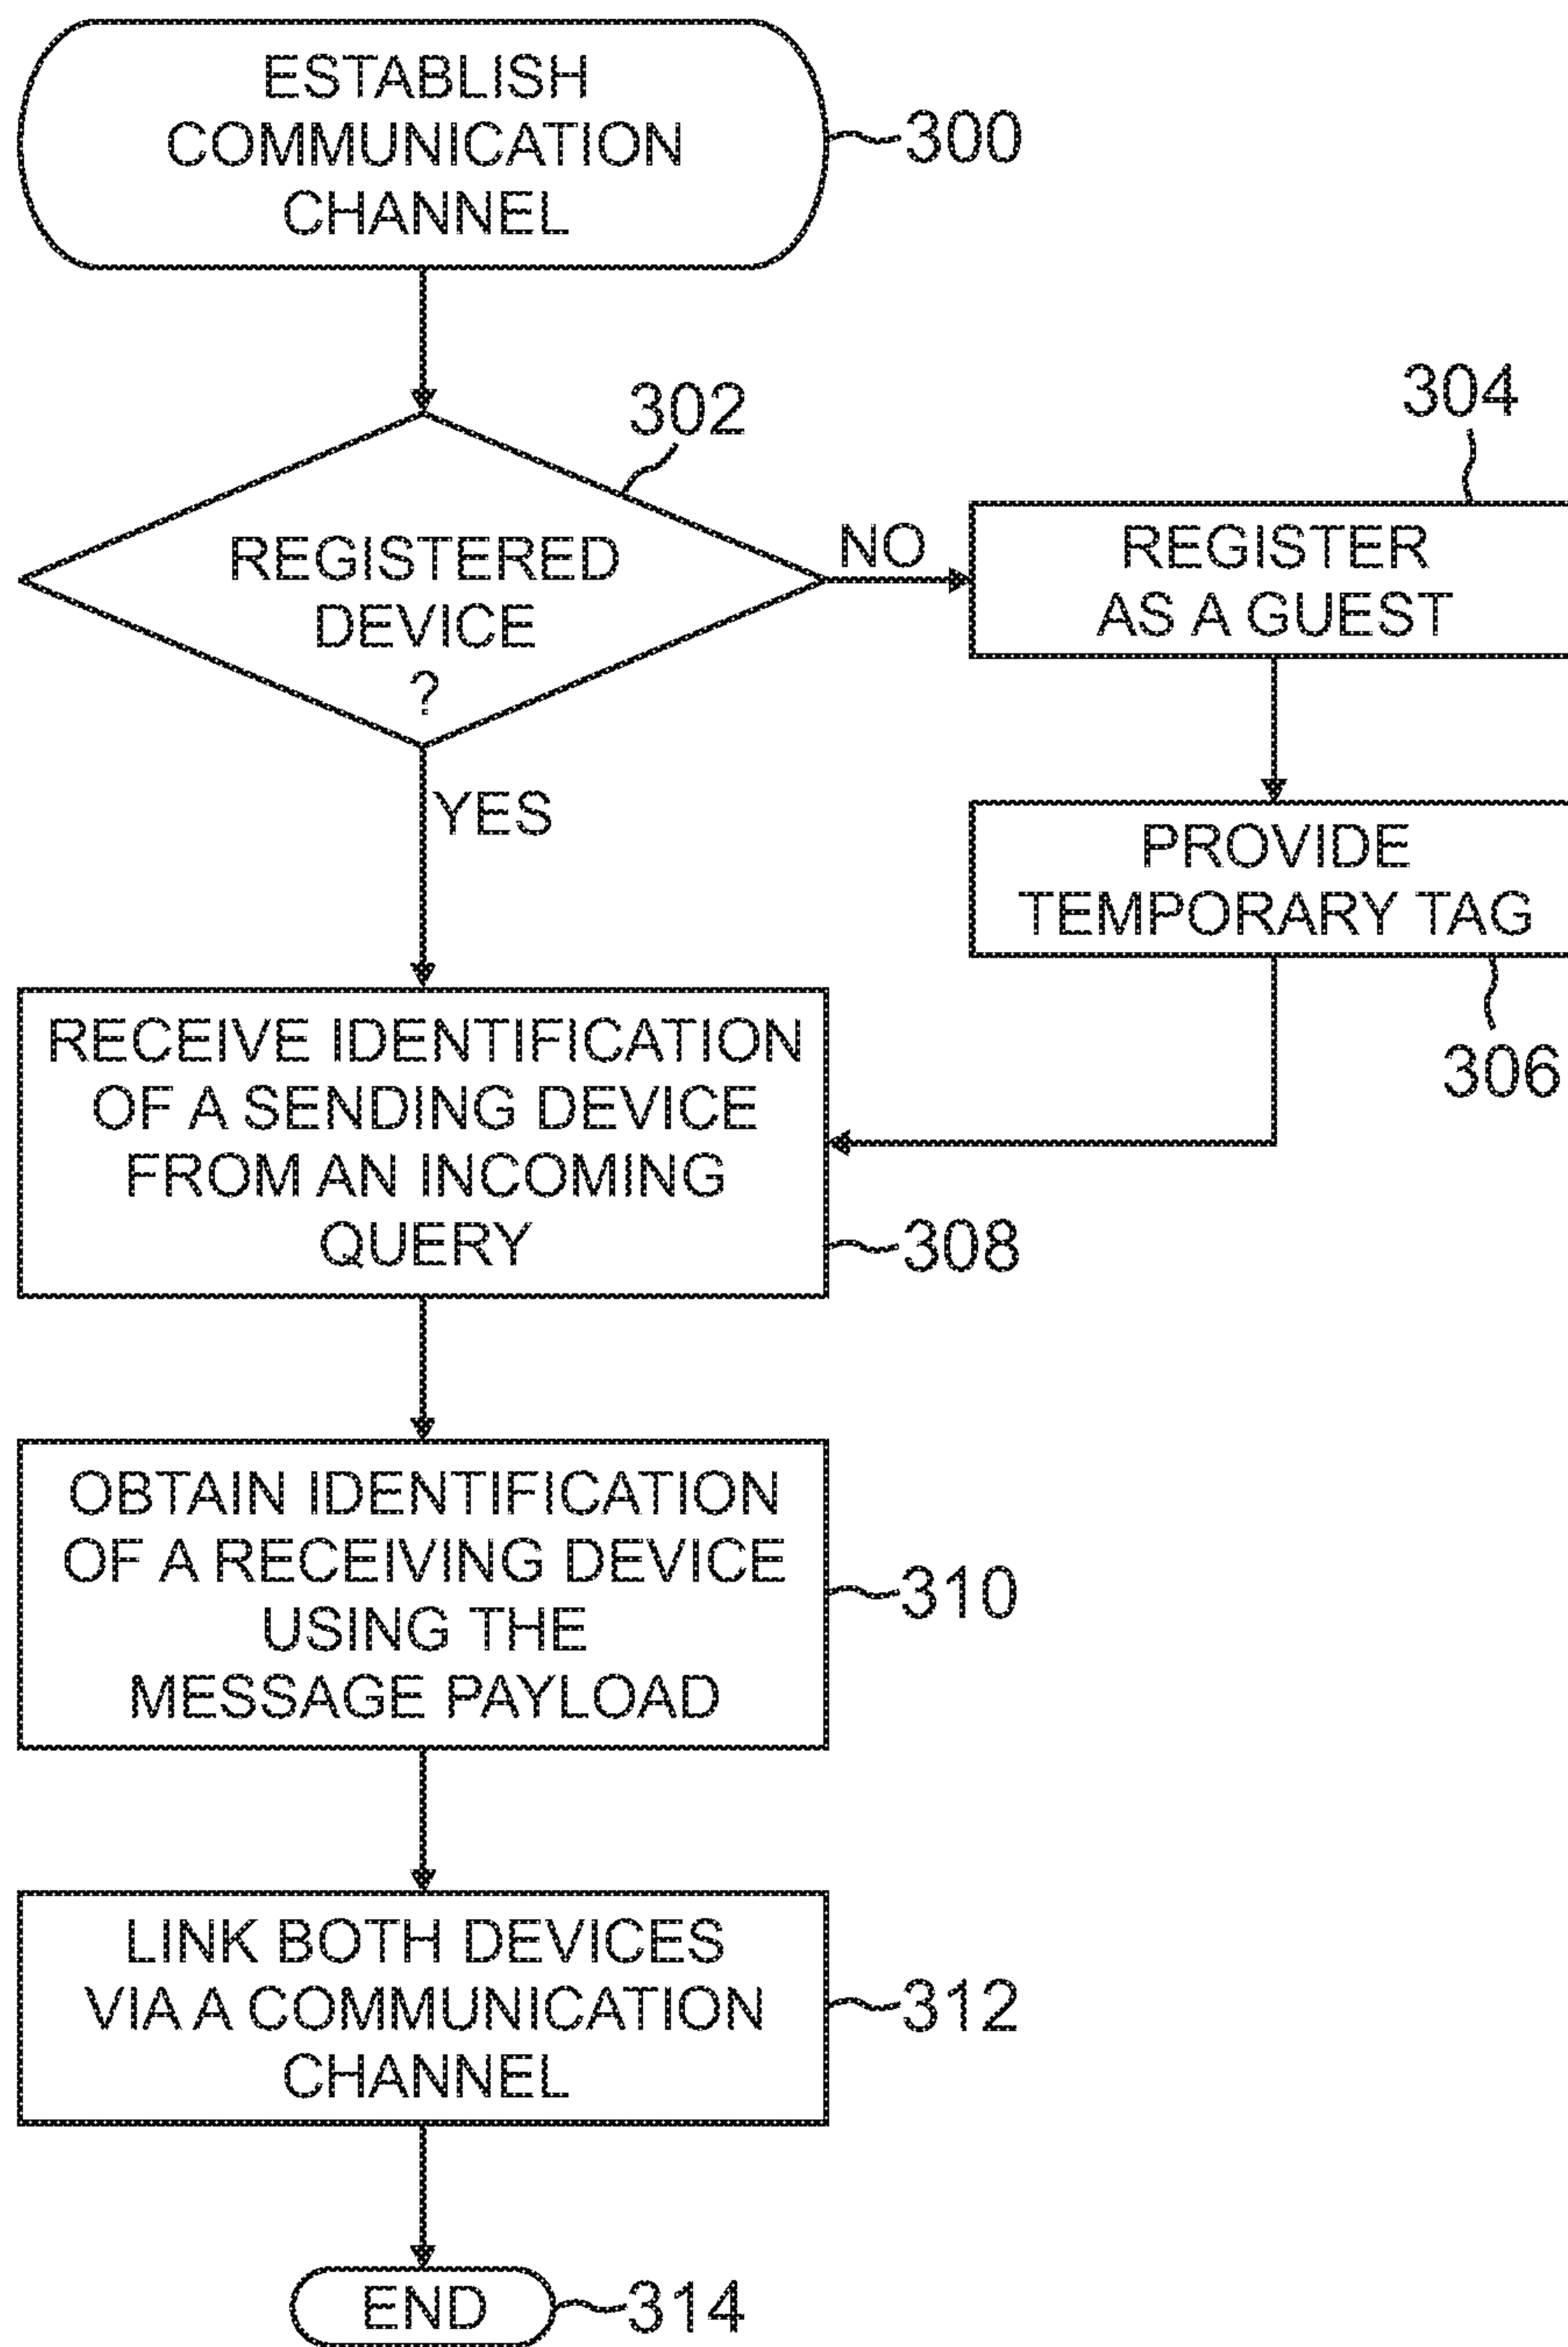 ESTABLISH
COMMUNICATION
CHANNEL
300
302
304
REGISTERED
DEVICE
?
NO
REGISTER
AS A GUEST
YES
PROVIDE
TEMPORARY TAG
306
RECEIVE IDENTIFICATION
OF A SENDING DEVICE
FROM AN INCOMING
QUERY
308
OBTAIN IDENTIFICATION
OF A RECEIVING DEVICE
USING THE
MESSAGE PAYLOAD
310
LINK BOTH DEVICES
VIA A COMMUNICATION
CHANNEL
312
END
314